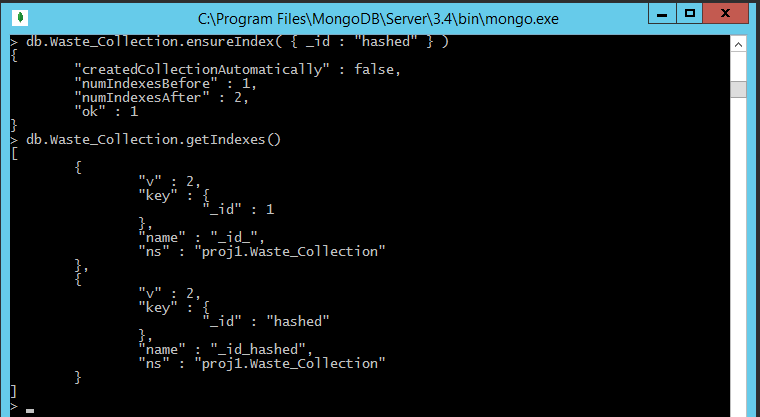 C:\Program Files\MongoDB\Server\3.4\bin\mongo.exe
> db.Waste_Collection.ensureIndex( { _id : "hashed" } )
{
        "createdCollectionAutomatically" : false,
        "numIndexesBefore" : 1,
        "numIndexesAfter" : 2,
        "ok" : 1
}
> db.Waste_Collection.getIndexes()
[
        {
                "v" : 2,
                "key" : {
                        "_id" : 1
                },
                "name" : "_id_",
                "ns" : "proj1.Waste_Collection"
        },
        {
                "v" : 2,
                "key" : {
                        "_id" : "hashed"
                },
                "name" : "_id_hashed",
                "ns" : "proj1.Waste_Collection"
        }
]
>